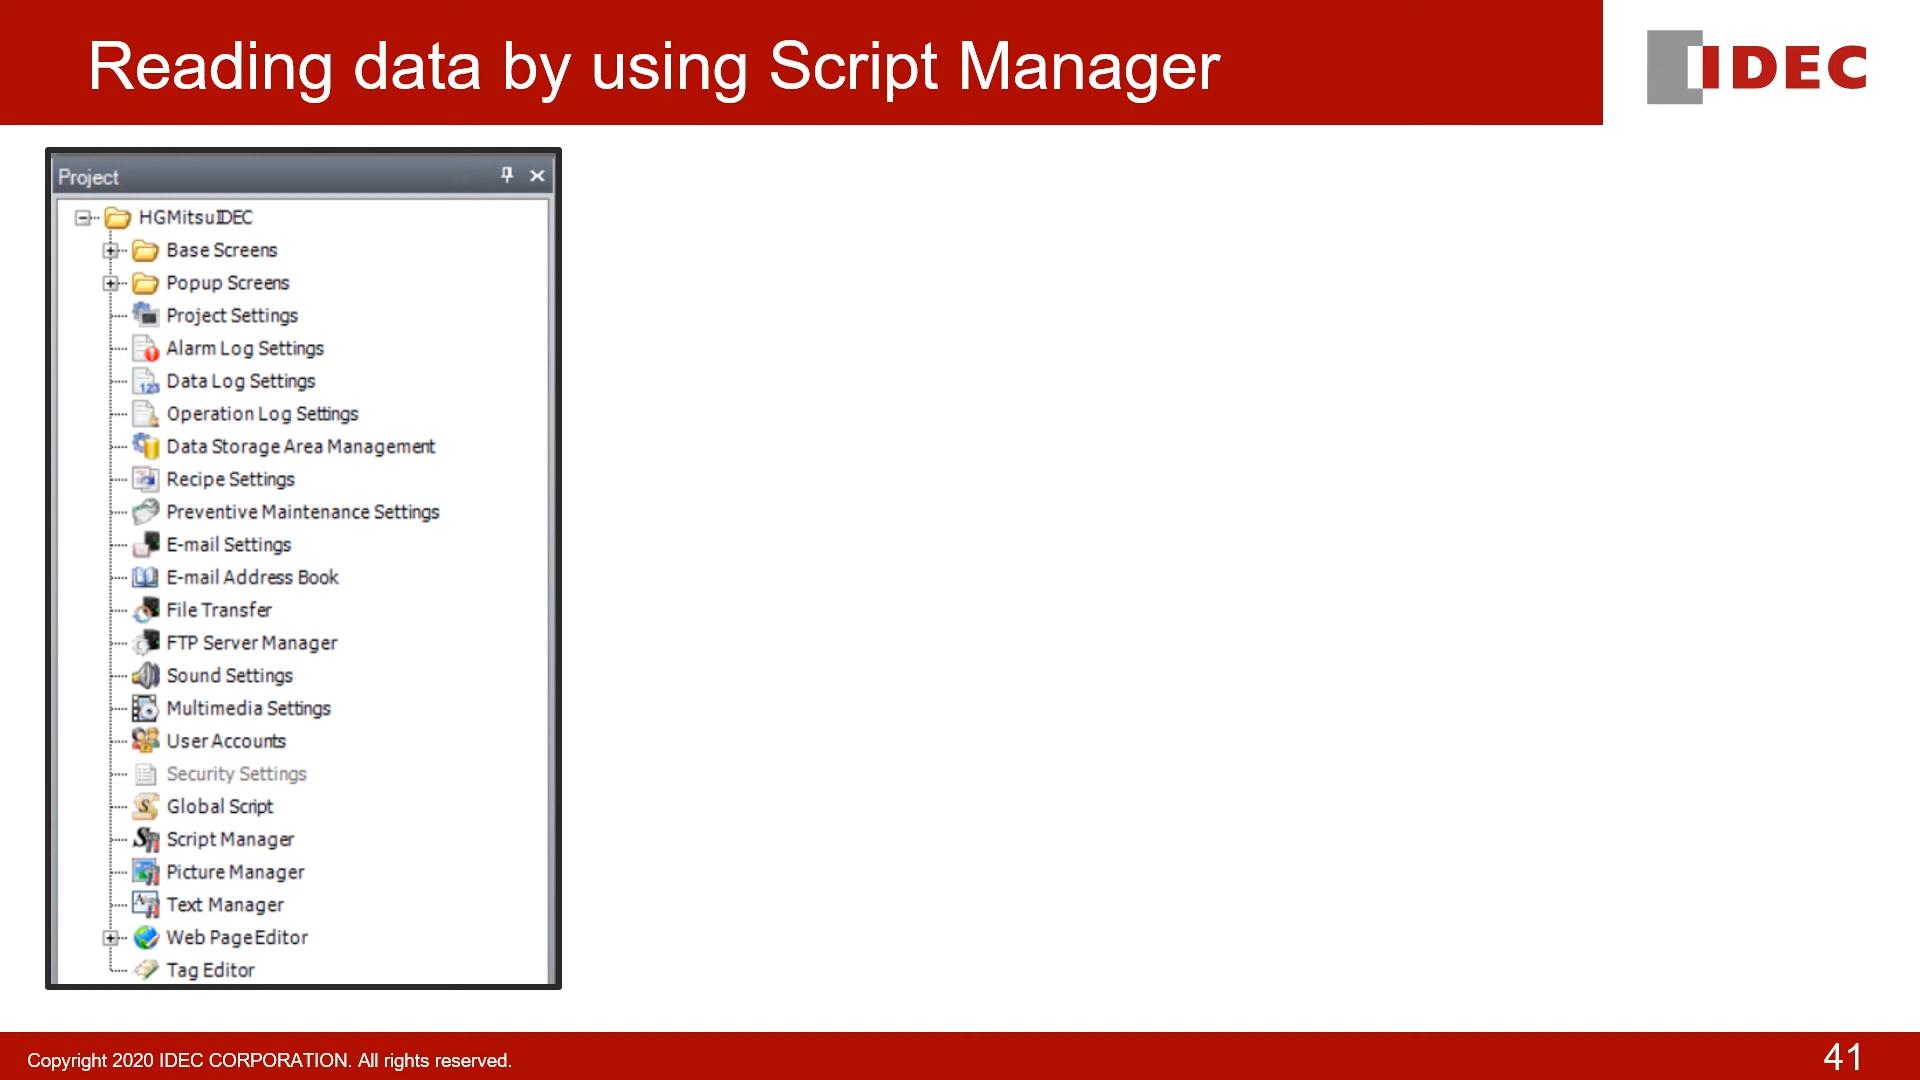 Reading data by using Script Manager
IDEC
Project
HGMitsuIDEC
Base Screens
Popup Screens
Project Settings
Alarm Log Settings
Data Log Settings
Operation Log Settings
Data Storage Area Management
Recipe Settings
Preventive Maintenance Settings
E-mail Settings
E-mail Address Book
File Transfer
FTP Server Manager
Sound Settings
Multimedia Settings
User Accounts
Security Settings
Global Script
Script Manager
Picture Manager
Text Manager
Web Page Editor
Tag Editor
Copyright 2020 IDEC CORPORATION. All rights reserved.
41